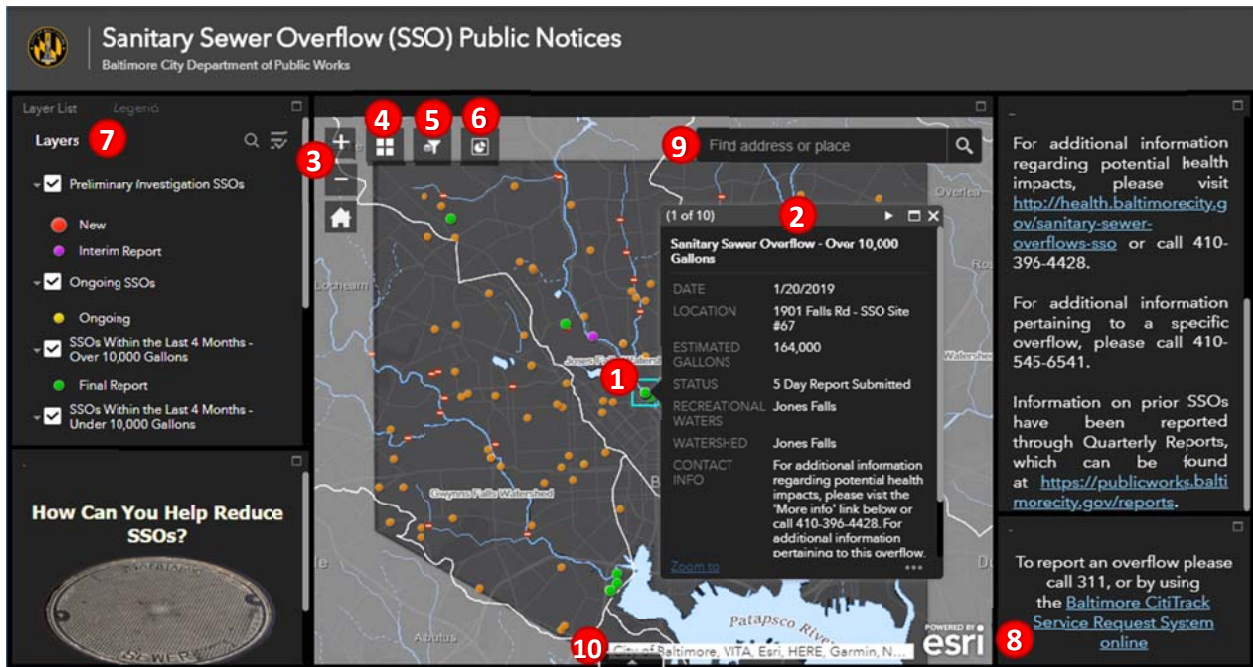 Sanitary Sewer Overflow (SSO) Public Notices
Baltimore City Department of Public Works
Layer List
Legend
Layers
7
Preliminary Investigation SSOs
New
Interim Report
Ongoing SSOs
Ongoing
SSOs Within the Last 4 Months -
Over 10,000 Gallons
Final Report
SSOs Within the Last 4 Months -
Under 10,000 Gallons
How Can You Help Reduce
SSOs?
SEWER
3
4
5
6
9
Find address or place
Overlea
Lochearn
Jones Falls Watershed
Watershed
Gwynns Falls Watershed
Arbutus
Patapsco River
1
(1 of 10)
2
Sanitary Sewer Overflow - Over 10,000
Gallons
DATE 1/20/2019
LOCATION 1901 Falls Rd - SSO Site
#67
ESTIMATED GALLONS 164,000
STATUS 5 Day Report Submitted
RECREATIONAL WATERS Jones Falls
WATERSHED Jones Falls
CONTACT INFO For additional information
regarding potential health
impacts, please vist the
'More info' link below or
call 410-396-4428.For
additional information
pertaining to this overflow,
Zoom to
10
City of Baltimore, VITA, Esri, HERE, Garmin, N...
POWERED BY
esri
For additional information
regarding potential health
impacts, please visit
http://health.baltimorecity.g
ov/sanitary-sewer-
overflows-sso or call 410-
396-4428.
For additional information
pertaining to a specific
overflow, please call 410-
545-6541.
Information on prior SSOs
have been reported
through Quarterly Reports,
which can be found
at https://publicworks.balti
morecity.gov/reports.
To report an overflow please
call 311, or by using
the Baltimore CitiTrack
Service Request System
online
8